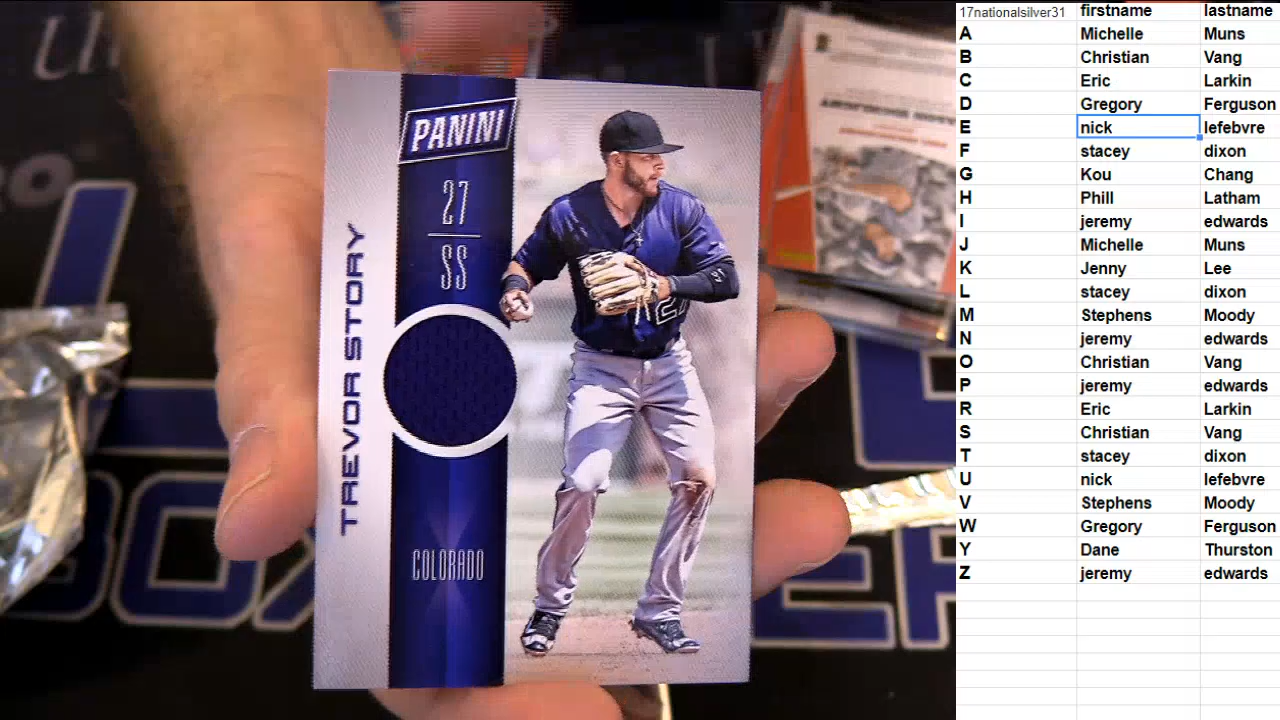 PANINI
27
SS
TREVOR STORY
COLORADO
17nationalsilver31 firstname lastname
A Michelle Muns
B Christian Vang
C Eric Larkin
D Gregory Ferguson
E nick lefebvre
F stacey dixon
G Kou Chang
H Phill Latham
I jeremy edwards
J Michelle Muns
K Jenny Lee
L stacey dixon
M Stephens Moody
N jeremy edwards
O Christian Vang
P jeremy edwards
R Eric Larkin
S Christian Vang
T stacey dixon
U nick lefebvre
V Stephens Moody
W Gregory Ferguson
Y Dane Thurston
Z jeremy edwards